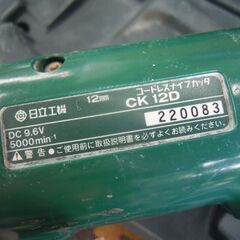 日立工機
12mm
コードレスナイフカッタ
CK 12D
DC 9.6V
5000min⁻¹
220083
ご使用前に取扱説明書を必ずよくお読みください。